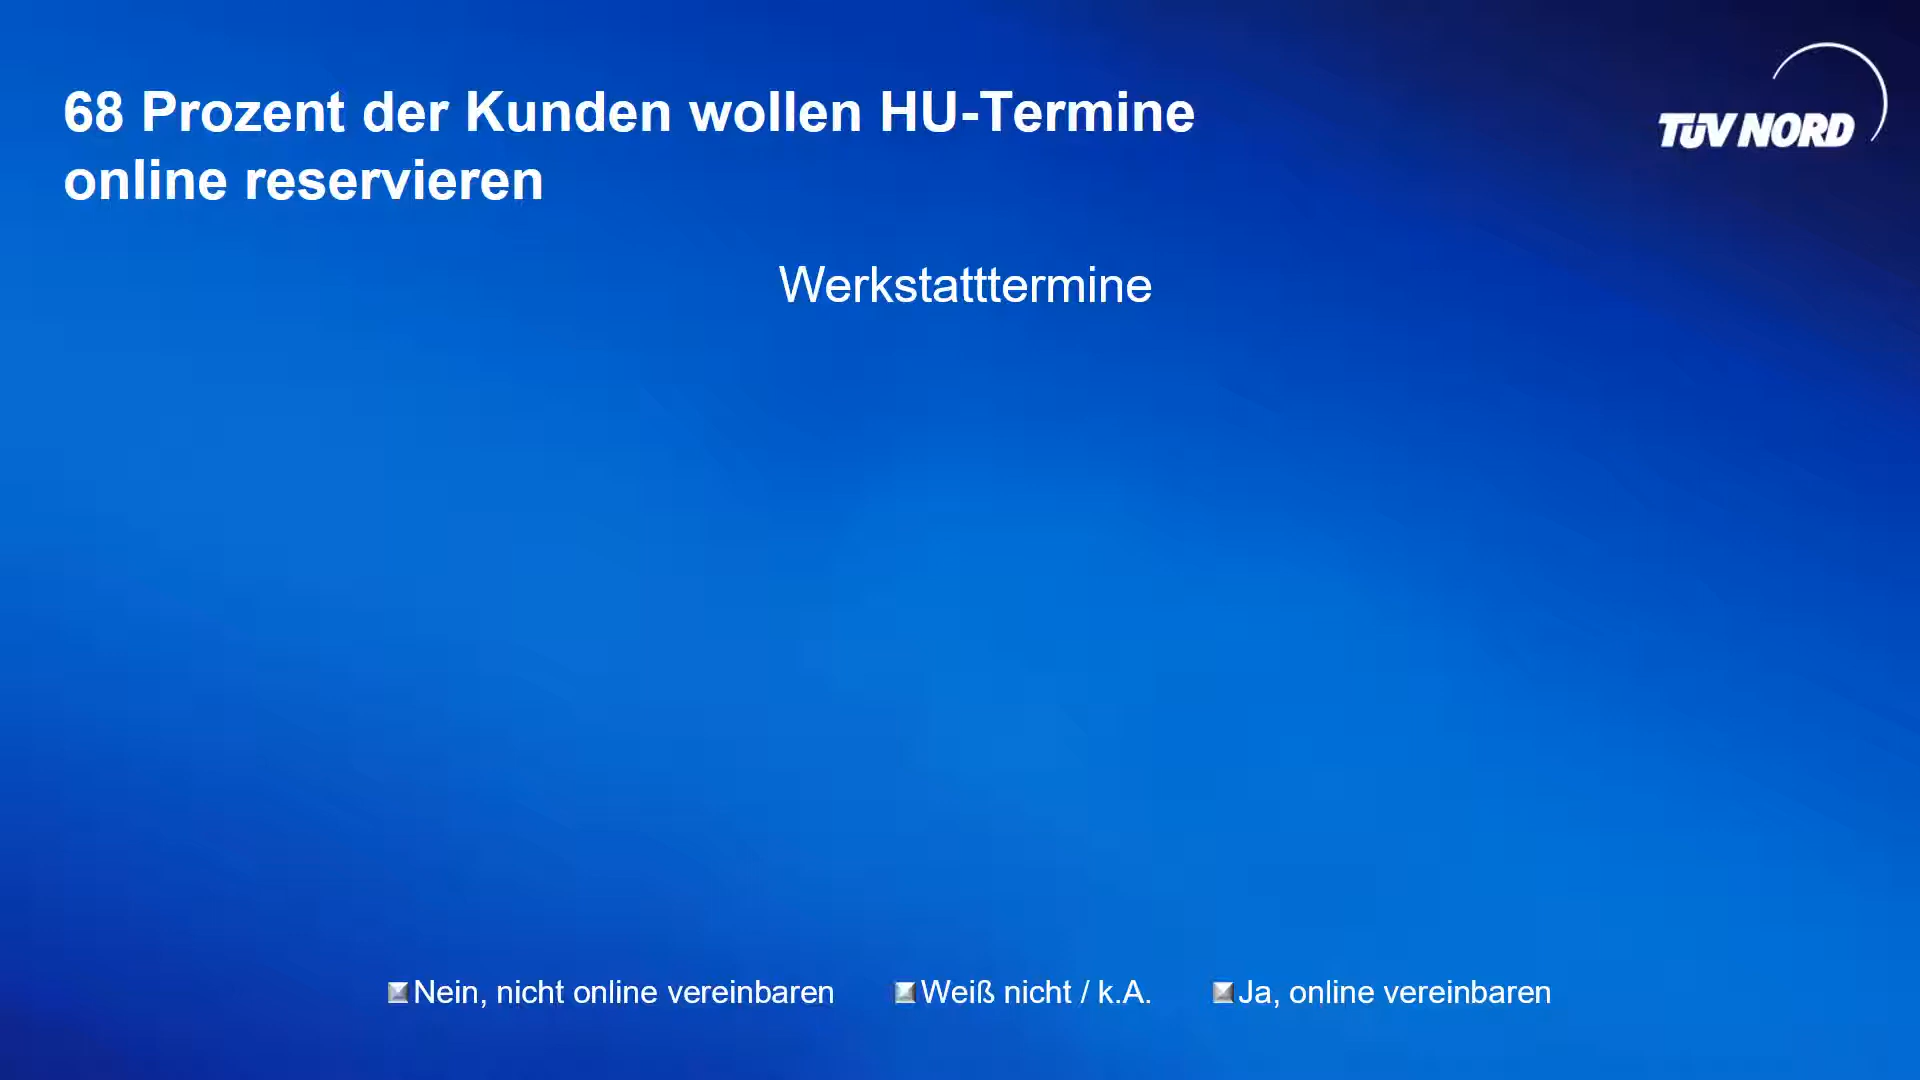 68 Prozent der Kunden wollen HU-Termine
online reservieren
TÜV NORD
Werkstatttermine
Nein, nicht online vereinbaren
Weiß nicht / k.A.
Ja, online vereinbaren